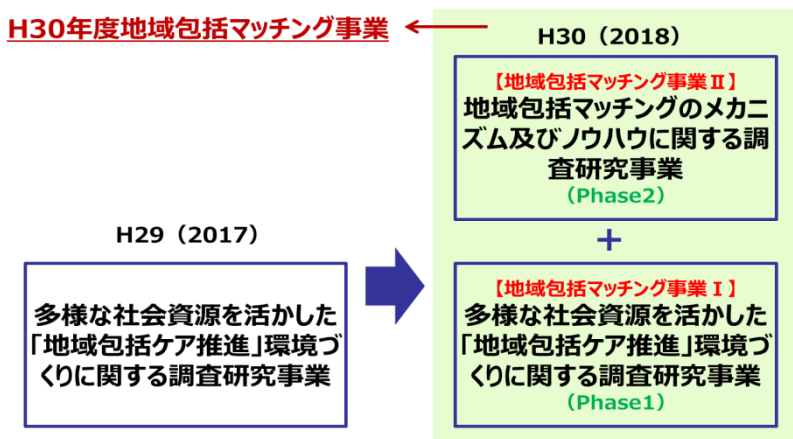 H30年度地域包括マッチング事業
H30（2018）
【地域包括マッチング事業Ⅱ】
地域包括マッチングのメカニ
ズム及びノウハウに関する調
査研究事業
（Phase2）
+
H29（2017）
多様な社会資源を活かした
「地域包括ケア推進」環境づ
くりに関する調査研究事業
【地域包括マッチング事業Ⅰ】
多様な社会資源を活かした
「地域包括ケア推進」環境づ
くりに関する調査研究事業
（Phase1）